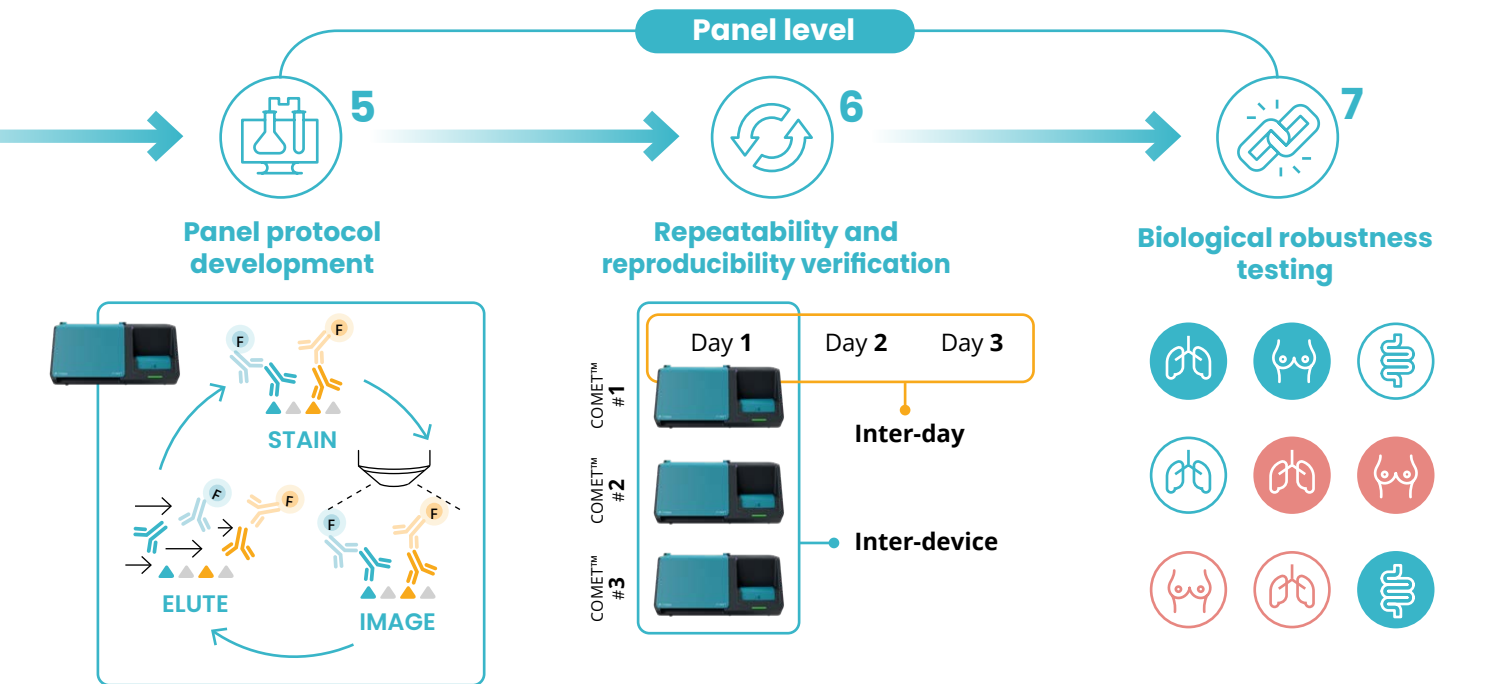 Panel level
5
6
7
Panel protocol
development
Repeatability and
reproducibility verification
Biological robustness
testing
F
F
STAIN
F
F
ELUTE
F
F
IMAGE
Day 1
Day 2
Day 3
COMET™
#1
COMET™
#2
COMET™
#3
Inter-day
Inter-device